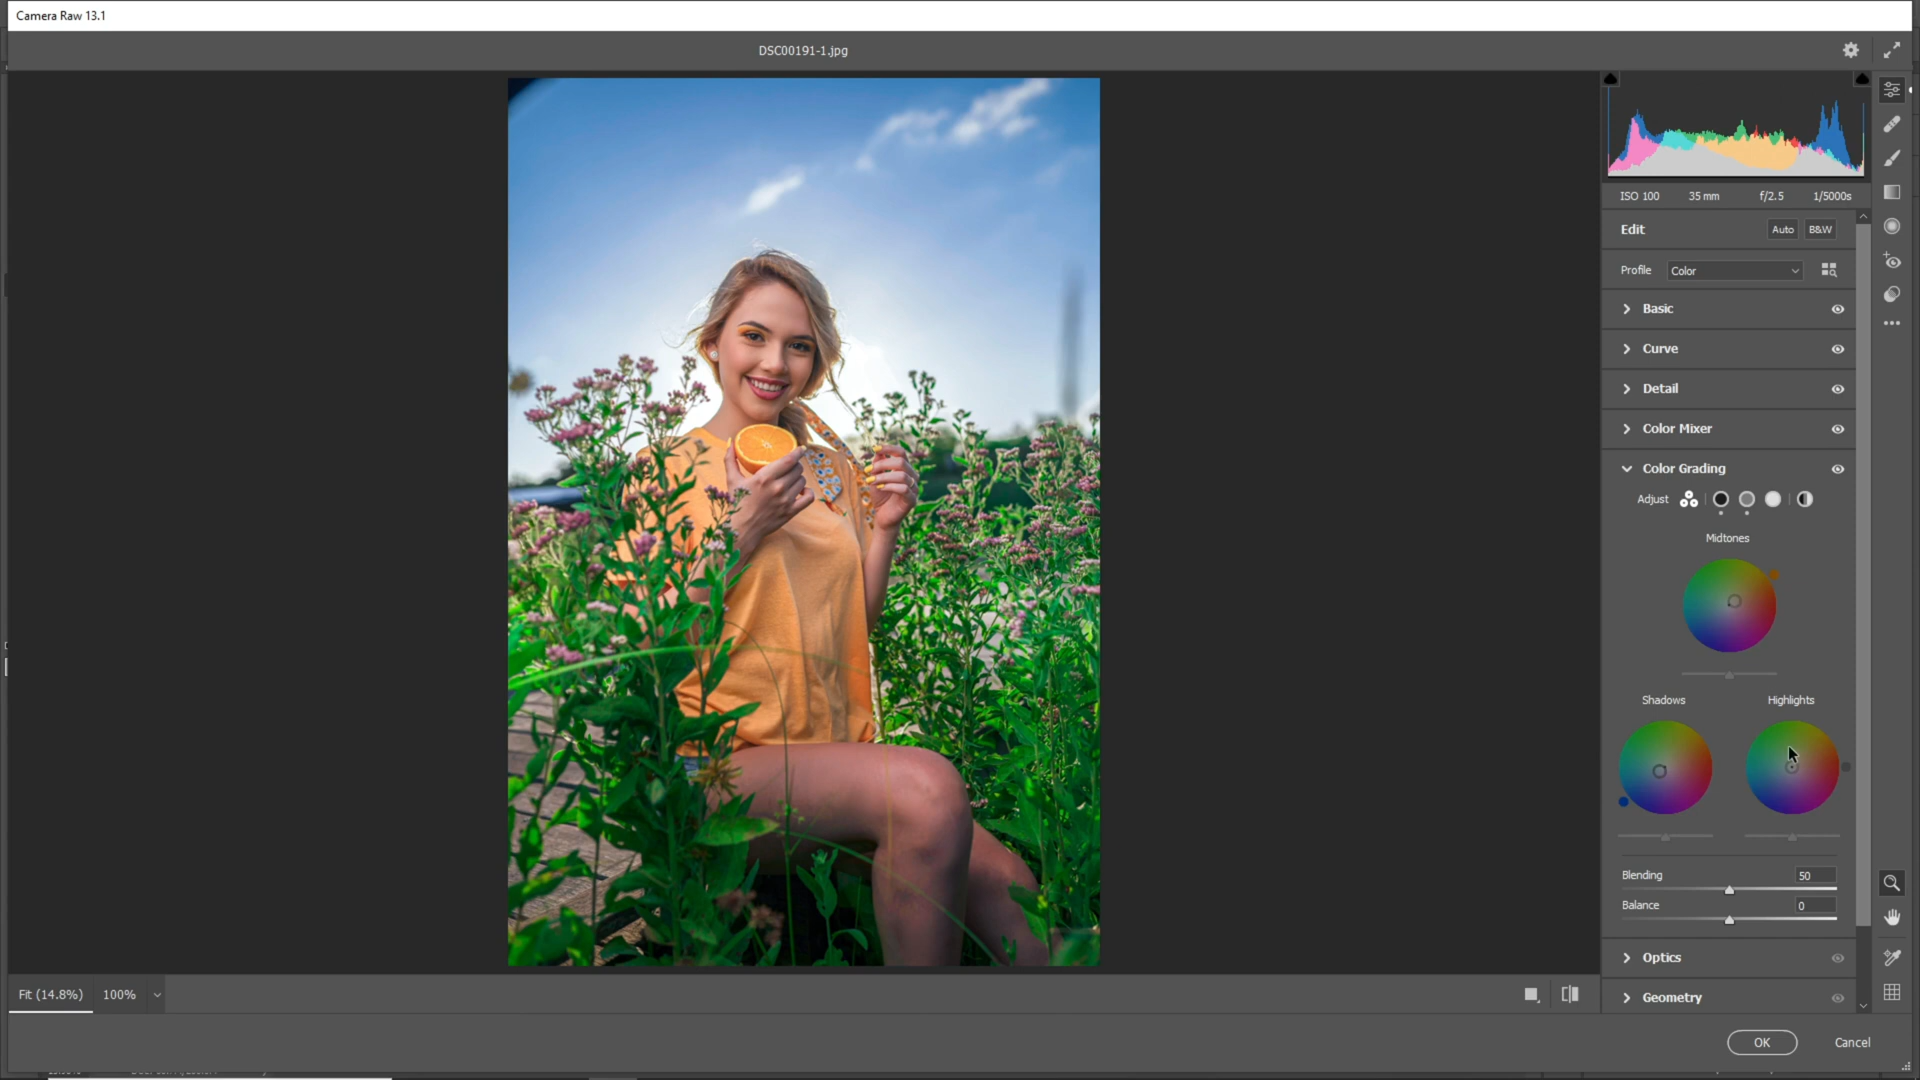 Camera Raw 13.1
DSC00191-1.jpg
ISO 100 35 mm f/2.5 1/5000s
Edit Auto B&W
Profile Color
Basic
Curve
Detail
Color Mixer
Color Grading
Adjust
Midtones
Shadows Highlights
Blending 50
Balance 0
Optics
Geometry
Fit (14.8%) 100%
OK Cancel